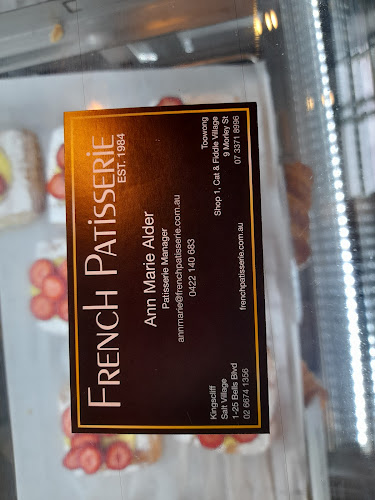 FRENCH PATISSERIE
EST. 1984
Ann Marie Alder
Patisserie Manager
annmarie@frenchpatisserie.com.au
0422 140 683
Kingscliff
Salt Village
1-25 Bells Blvd
02 6674 1356
frenchpatisserie.com.au
Toowong
Shop 1, Cat & Fiddle Village
9 Morley St
07 3371 8696